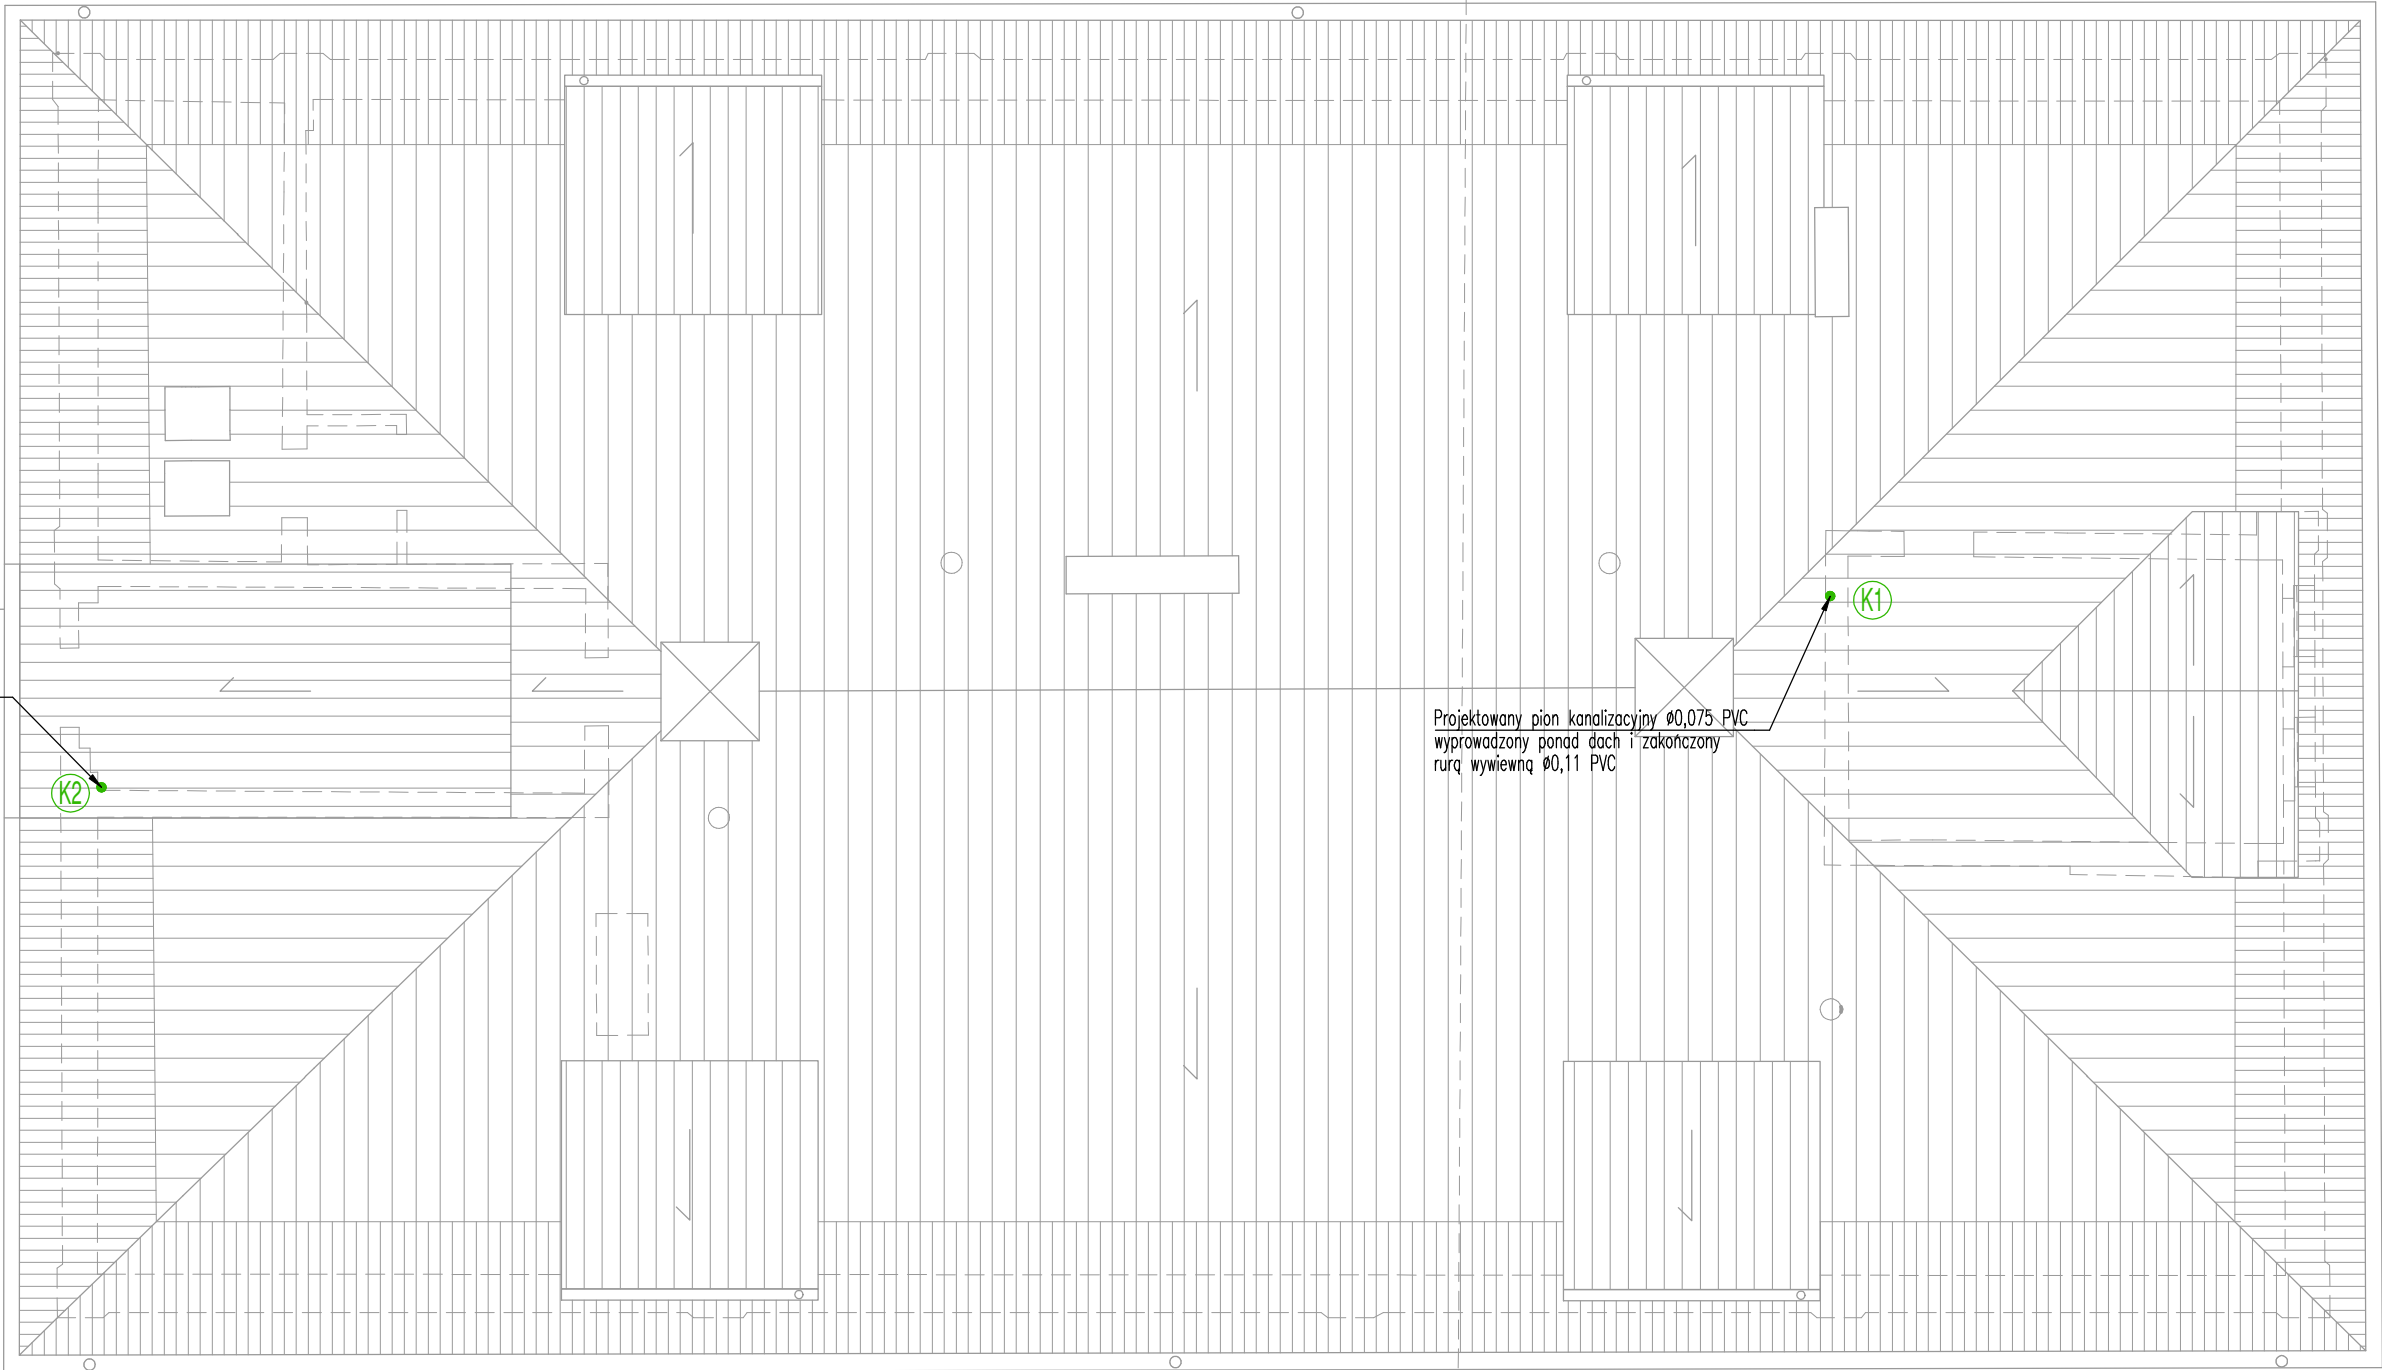 K1
Projektowany pion kanalizacyjny ø0,075 PVC
wyprowadzony ponad dach i zakończony
rurą wywiewną ø0,11 PVC
K2